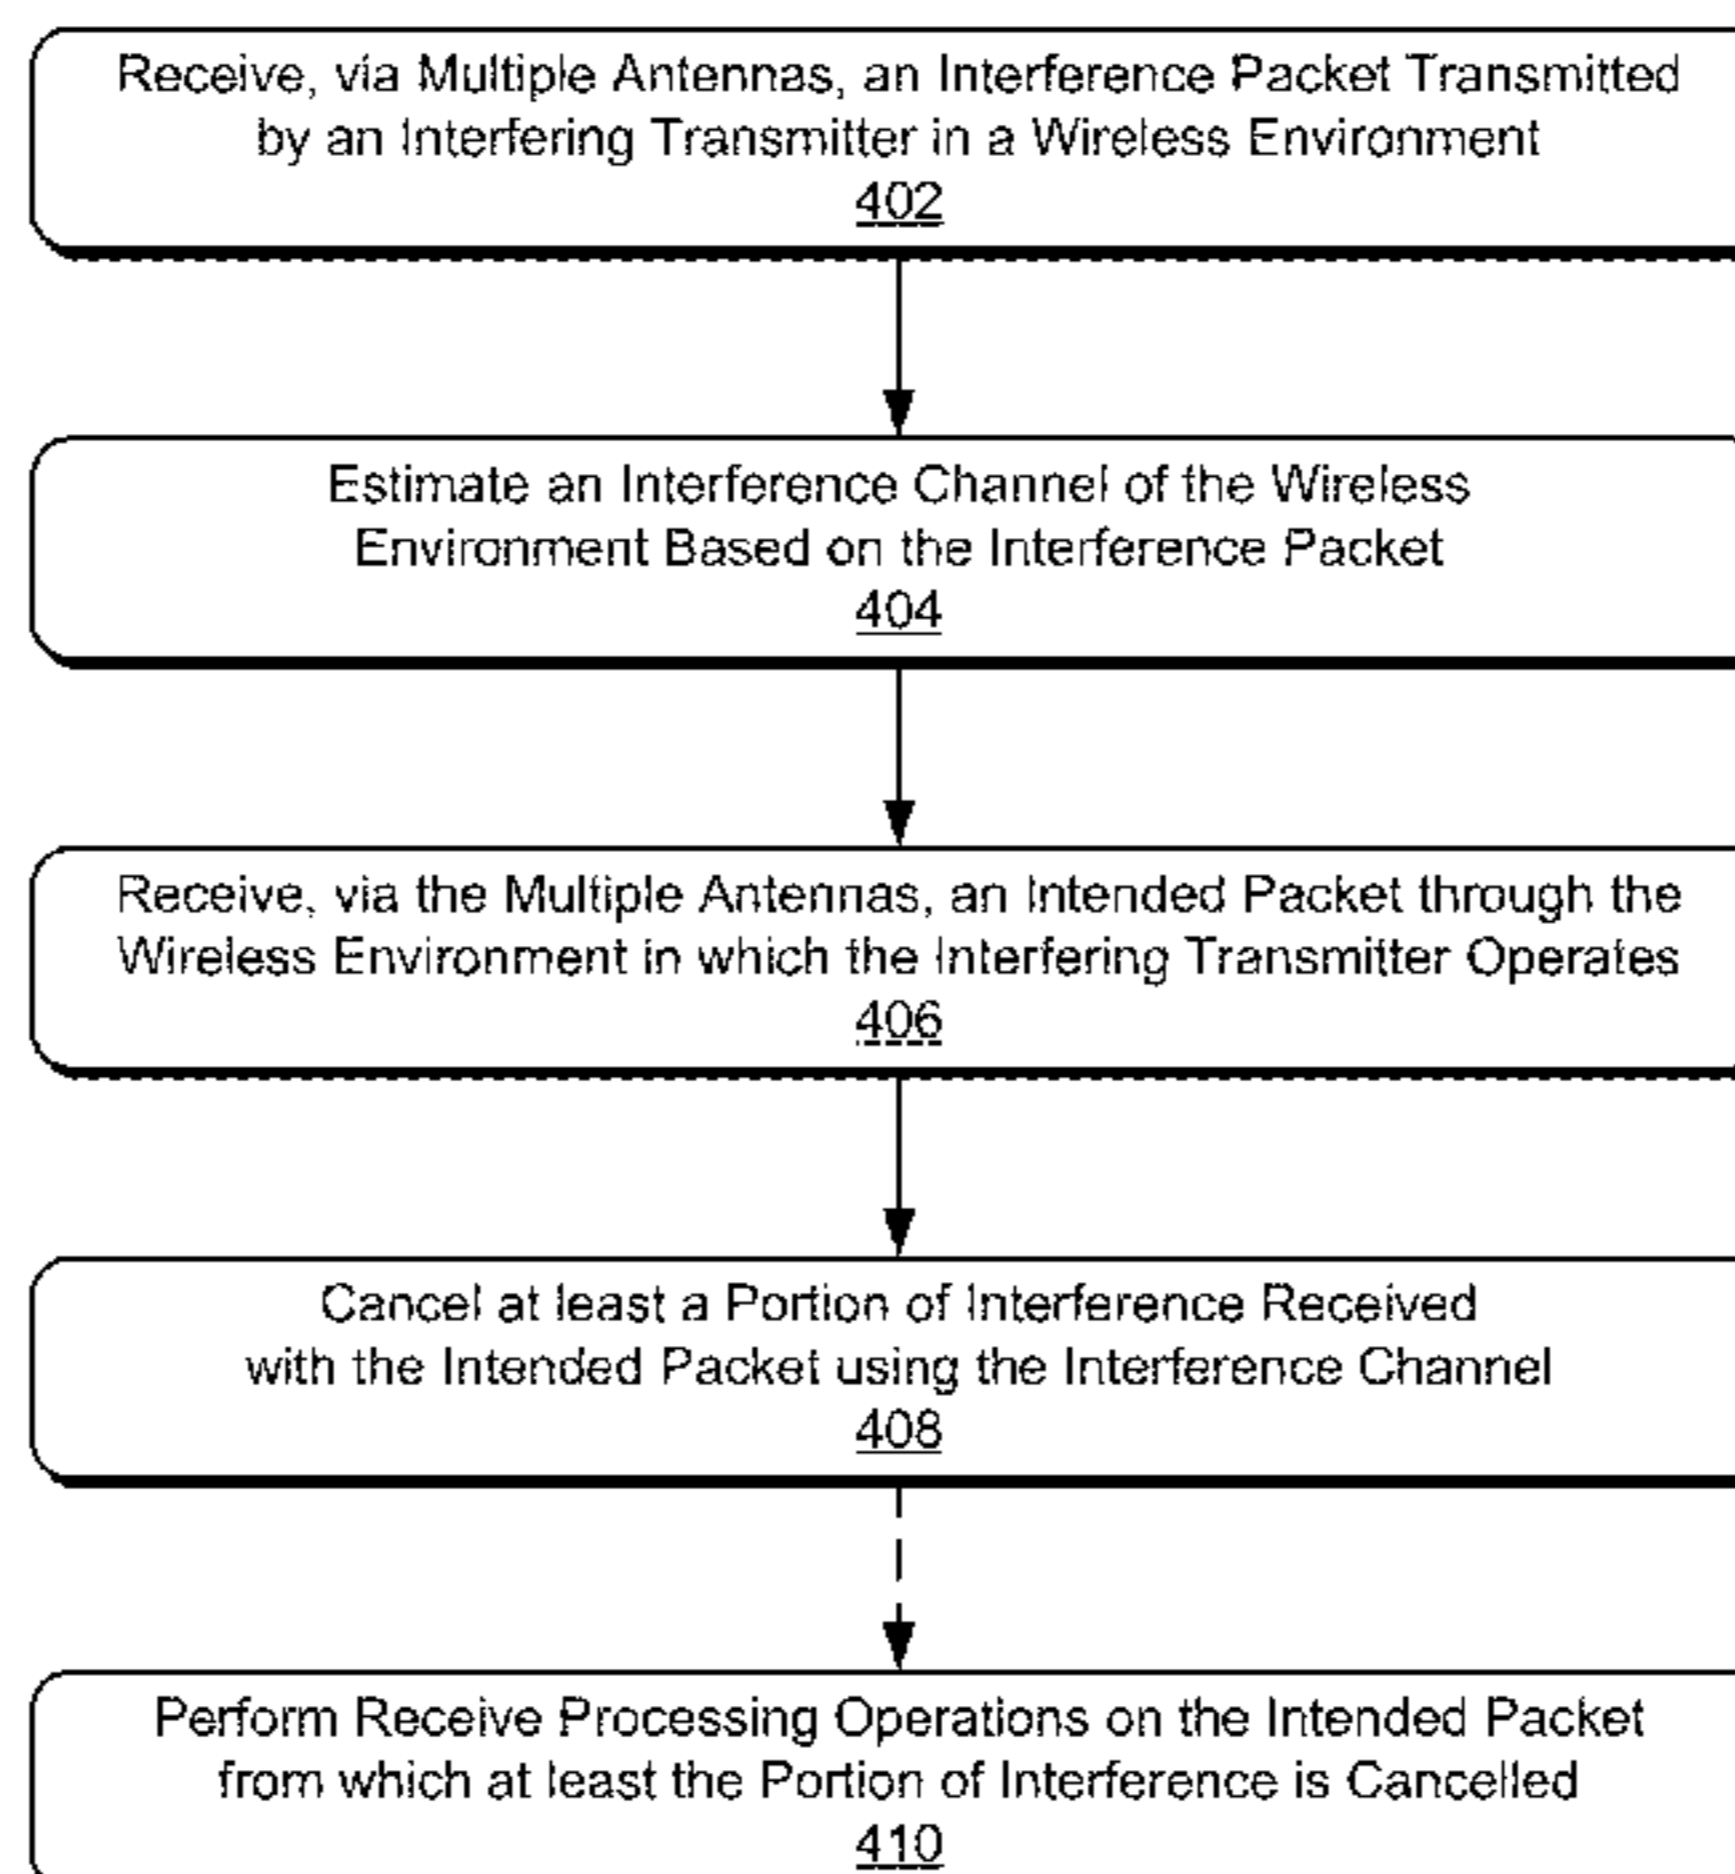 Receive, via Multiple Antennas, an Interference Packet Transmitted
by an Interfering Transmitter in a Wireless Environment
402
Estimate an Interference Channel of the Wireless
Environment Based on the Interference Packet
404
Receive, via the Multiple Antennas, an Intended Packet through the
Wireless Environment in which the Interfering Transmitter Operates
406
Cancel at least a Portion of Interference Received
with the Intended Packet using the Interference Channel
408
Perform Receive Processing Operations on the Intended Packet
from which at least the Portion of Interference is Cancelled
410